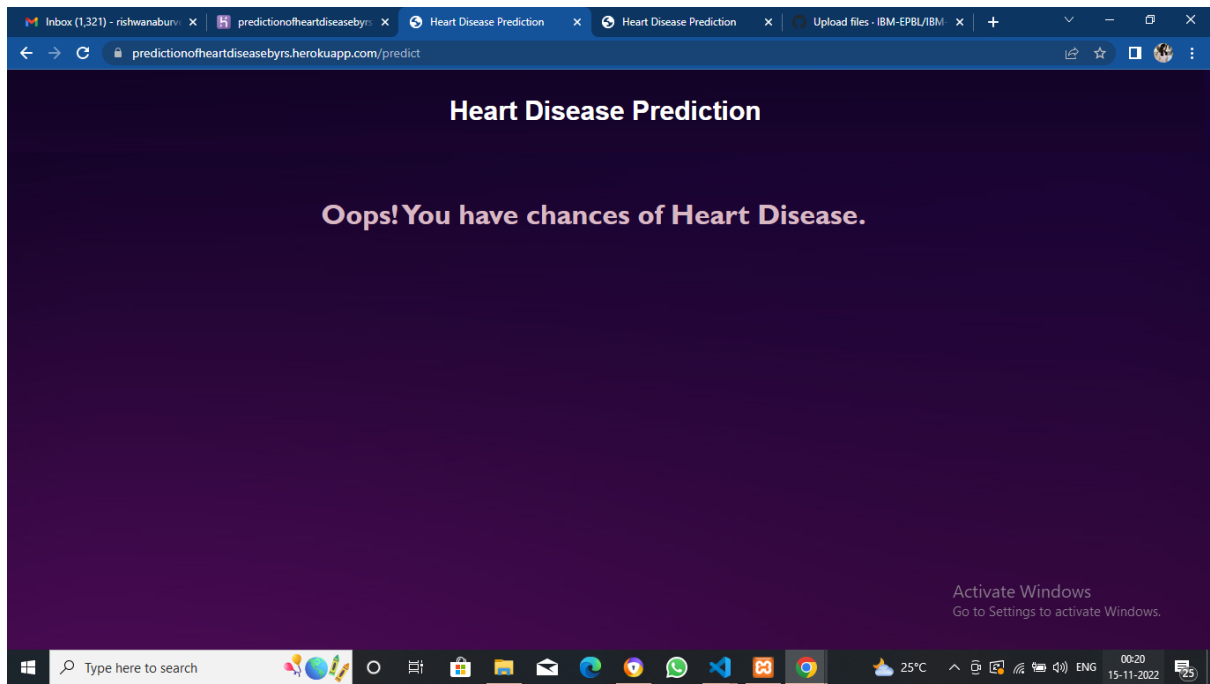 Inbox (1,321) - rishwanaburv
predictionofheartdiseasebyrs
Heart Disease Prediction
Heart Disease Prediction
Upload files · IBM-EPBL/IBM-
predictionofheartdiseasebyrs.herokuapp.com/predict
Heart Disease Prediction
Oops! You have chances of Heart Disease.
Activate Windows
Go to Settings to activate Windows.
Type here to search
25°C
ENG
00:20
15-11-2022
25